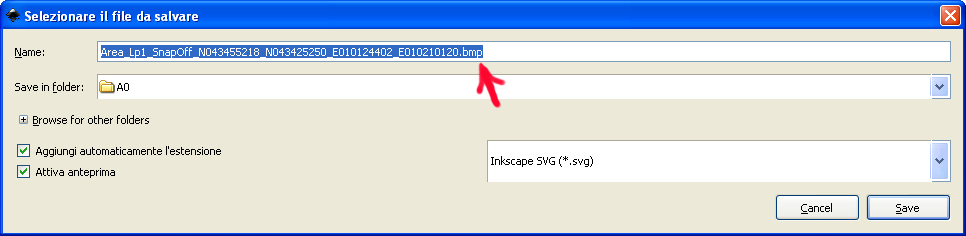 Selezionare il file da salvare
Name: Area_Lp1_SnapOff_N043455218_N043425250_E010124402_E010210120.bmp
Save in folder: A0
Browse for other folders
Aggiungi automaticamente l'estensione
Inkscape SVG (*.svg)
Attiva anteprima
Cancel Save